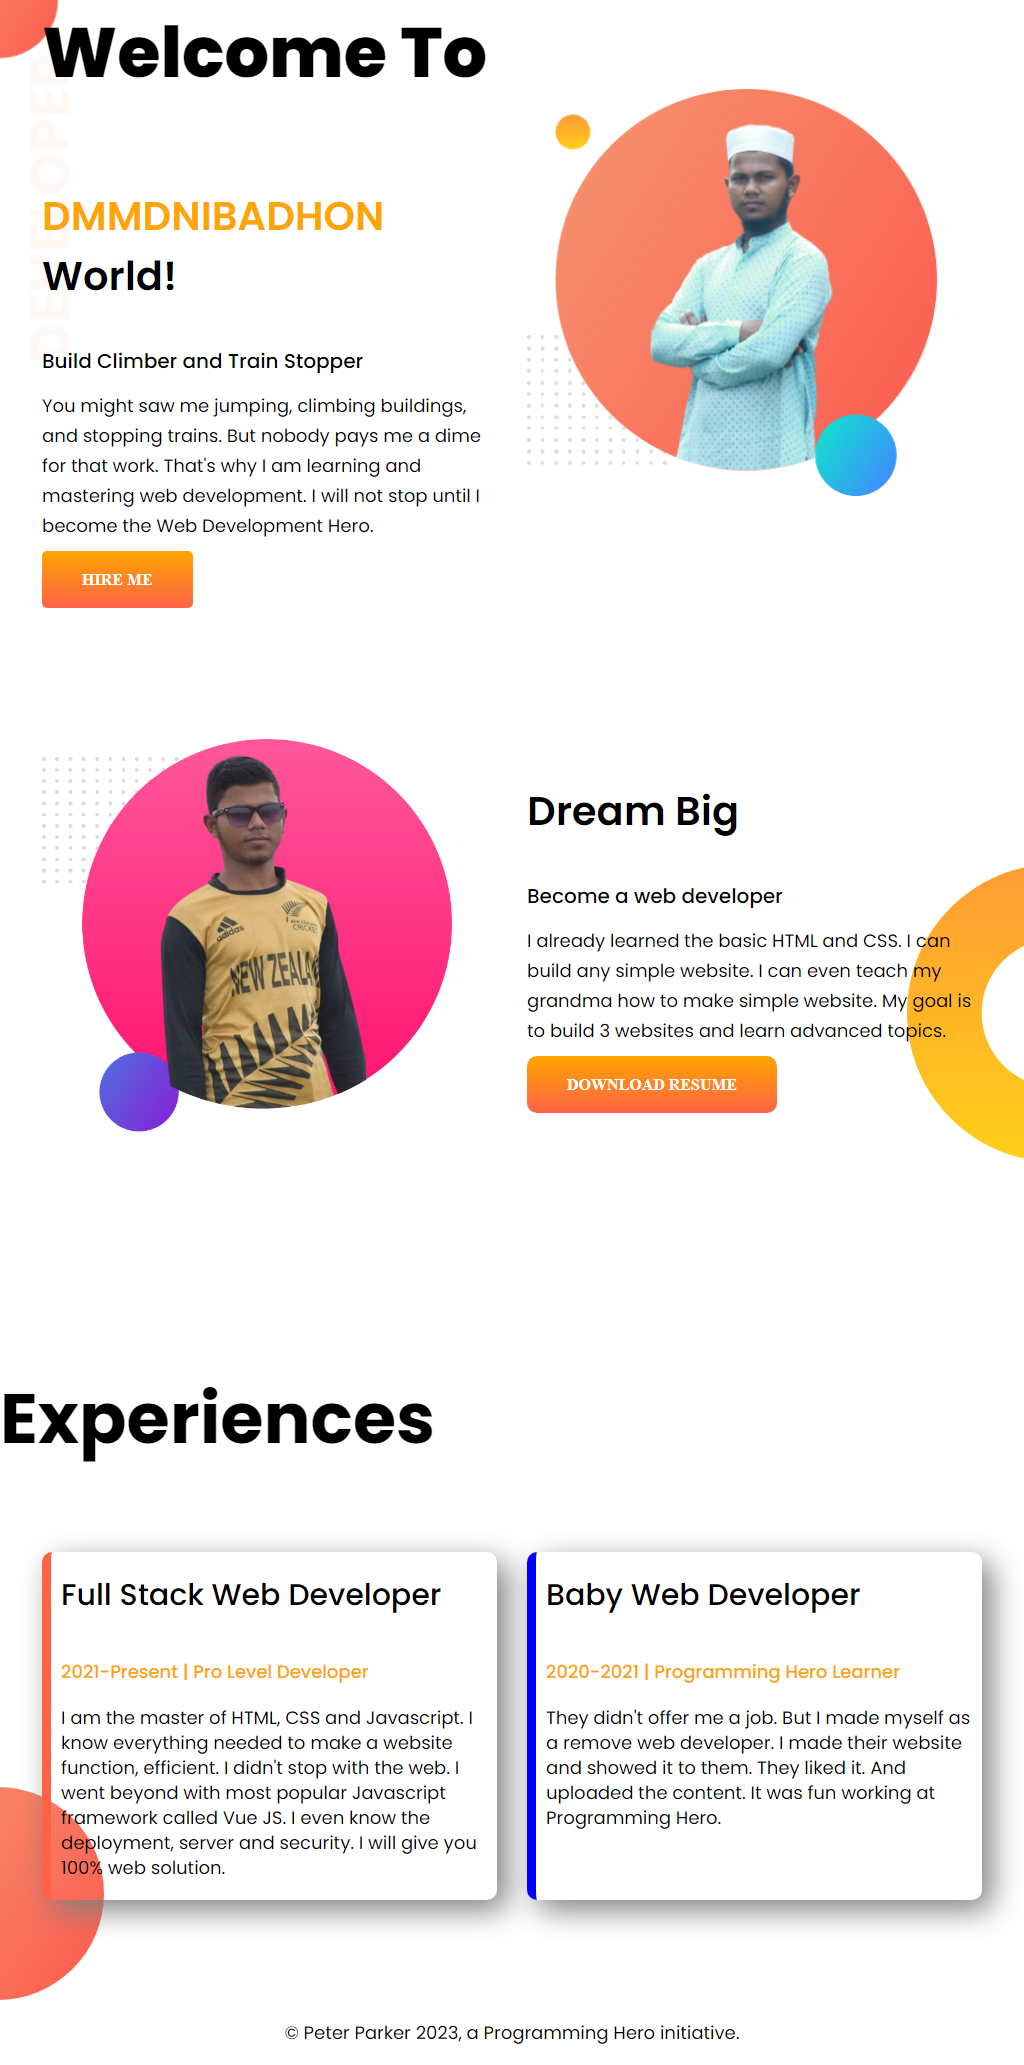 Welcome To
DEVELOPER
DMMDNIBADHON
World!
Build Climber and Train Stopper
You might saw me jumping, climbing buildings,
and stopping trains. But nobody pays me a dime
for that work. That's why I am learning and
mastering web development. I will not stop until I
become the Web Development Hero.
HIRE ME
adidas
NEW ZEALAND
CRICKET
NEW ZEALA
Dream Big
Become a web developer
I already learned the basic HTML and CSS. I can
build any simple website. I can even teach my
grandma how to make simple website. My goal is
to build 3 websites and learn advanced topics.
DOWNLOAD RESUME
Experiences
Full Stack Web Developer
2021-Present | Pro Level Developer
I am the master of HTML, CSS and Javascript. I
know everything needed to make a website
function, efficient. I didn't stop with the web. I
went beyond with most popular Javascript
framework called Vue JS. I even know the
deployment, server and security. I will give you
100% web solution.
Baby Web Developer
2020-2021 | Programming Hero Learner
They didn't offer me a job. But I made myself as
a remove web developer. I made their website
and showed it to them. They liked it. And
uploaded the content. It was fun working at
Programming Hero.
© Peter Parker 2023, a Programming Hero initiative.